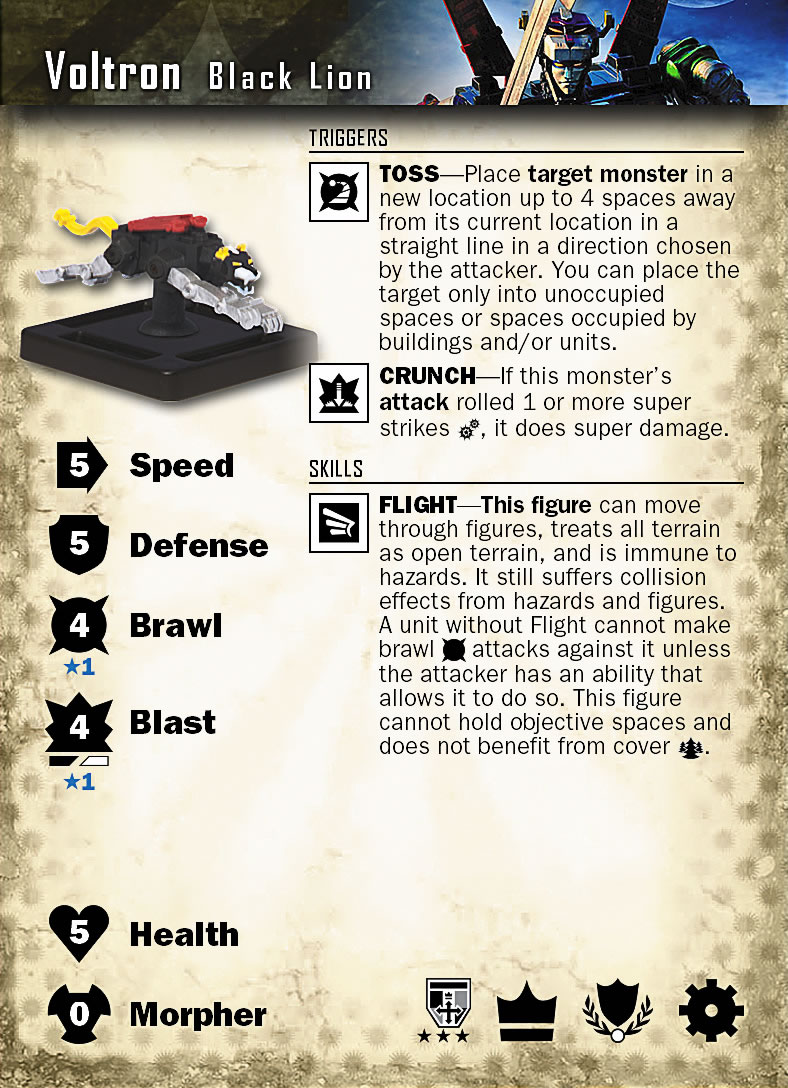 Voltron Black Lion
TRIGGERS
TOSS—Place target monster in a
new location up to 4 spaces away
from its current location in a
straight line in a direction chosen
by the attacker. You can place the
target only into unoccupied
spaces or spaces occupied by
buildings and/or units.
CRUNCH—If this monster's
attack rolled 1 or more super
strikes , it does super damage.
SKILLS
FLIGHT—This figure can move
through figures, treats all terrain
as open terrain, and is immune to
hazards. It still suffers collision
effects from hazards and figures.
A unit without Flight cannot make
brawl attacks against it unless
the attacker has an ability that
allows it to do so. This figure
cannot hold objective spaces and
does not benefit from cover .
5 Speed
5 Defense
4 Brawl
★1
4 Blast
★1
5 Health
0 Morpher
★★★